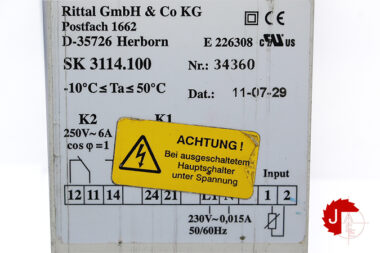 Rittal GmbH & Co KG
Postfach 1662
D-35726 Herborn
E 226308
SK 3114.100
Nr.: 34360
-10°C ≤ Ta ≤ 50°C
Dat.: 11-07-29
K2
K1
250V~6A
cos φ=1
ACHTUNG !
Bei ausgeschaltetem
Hauptschalter
unter Spannung
Input
12 11 14 24 21 L1 N 1 2
230V~0,015A
50/60Hz